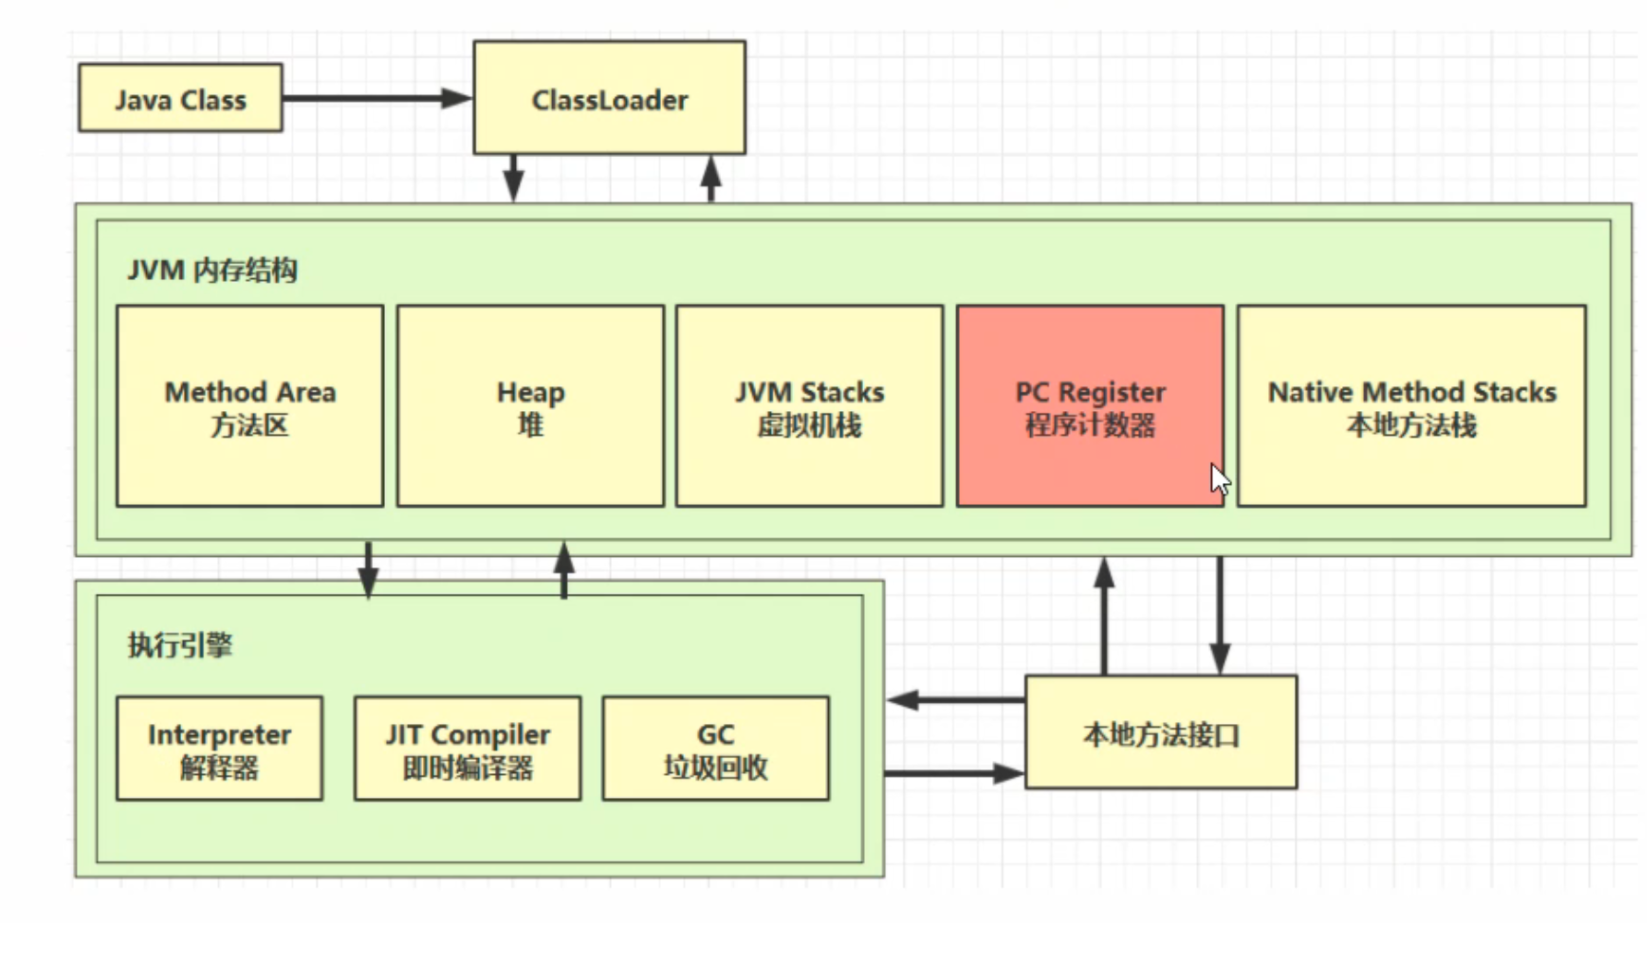 Java Class
ClassLoader
JVM 内存结构
Method Area
方法区
Heap
堆
JVM Stacks
虚拟机栈
PC Register
程序计数器
Native Method Stacks
本地方法栈
执行引擎
Interpreter
解释器
JIT Compiler
即时编译器
GC
垃圾回收
本地方法接口